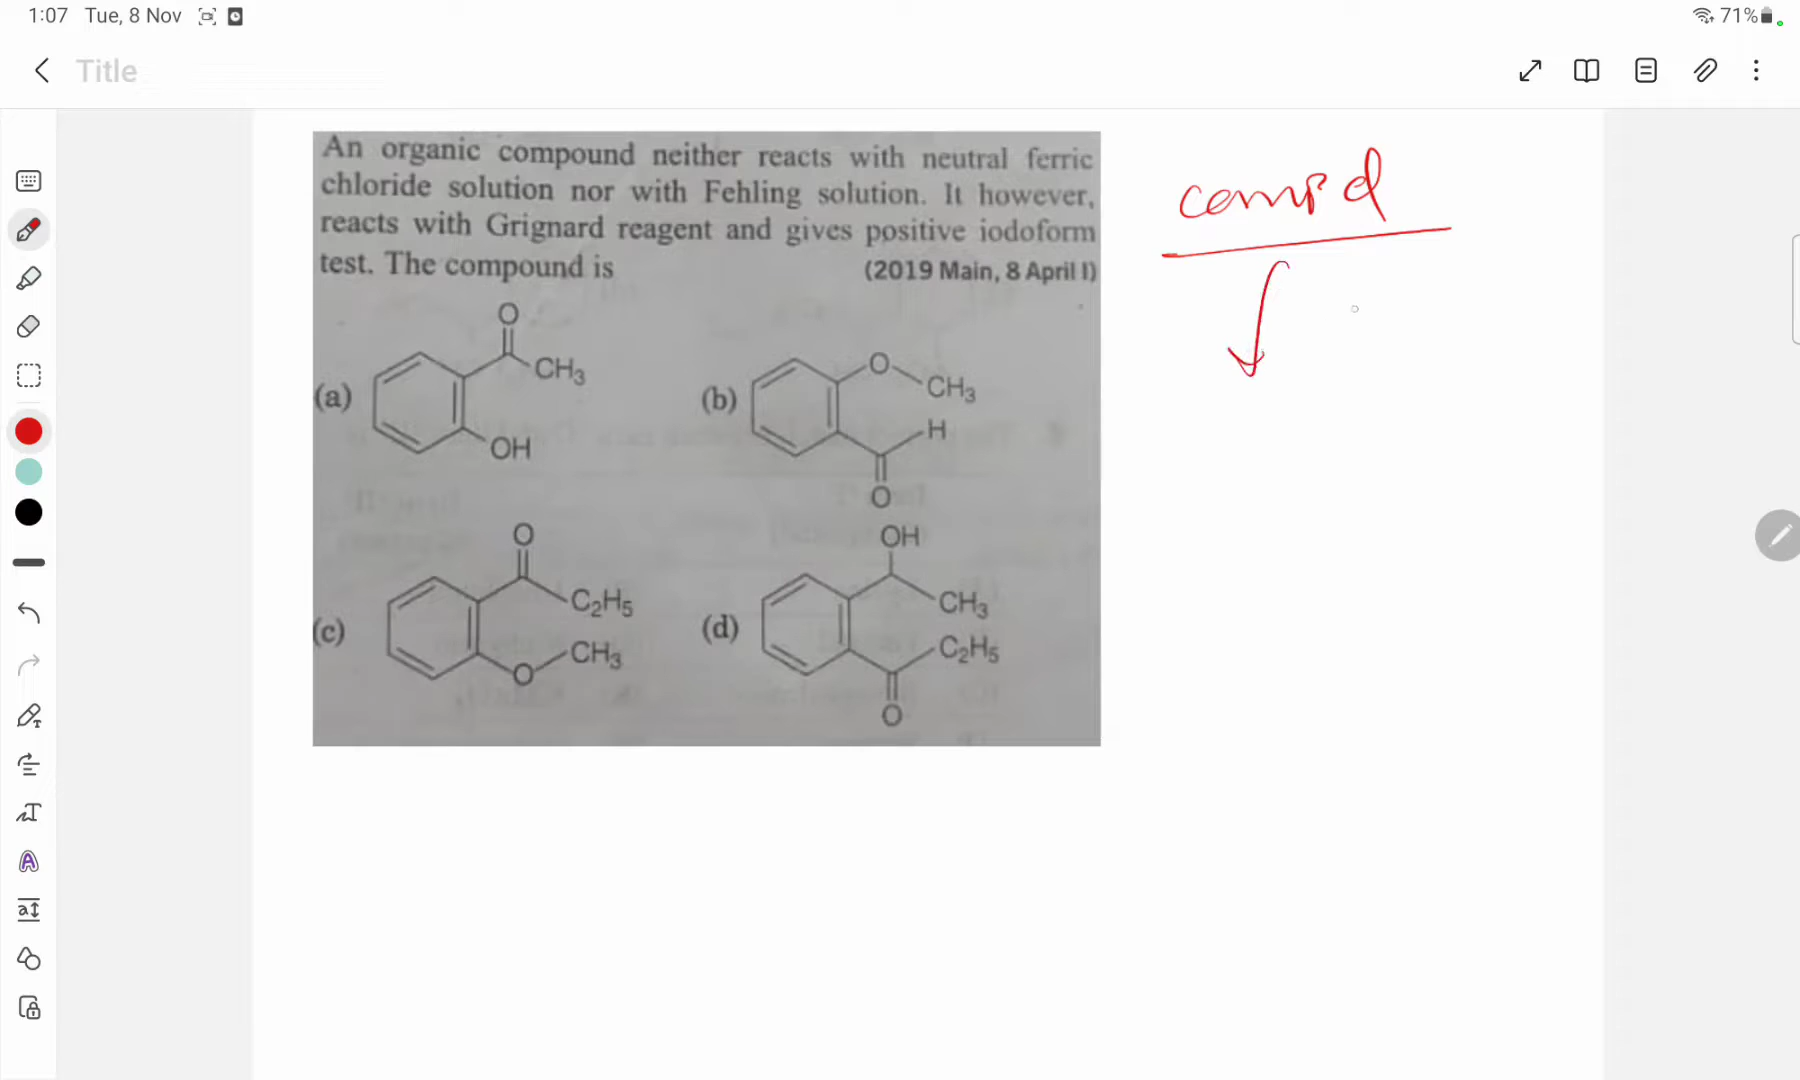 1:07 Tue, 8 Nov
71%
Title
An organic compound neither reacts with neutral ferric
chloride solution nor with Fehling solution. It however,
reacts with Grignard reagent and gives positive iodoform
test. The compound is (2019 Main, 8 April I)
(a)
O
CH3
OH
(b)
O
CH3
H
O
(c)
O
C2H5
O
CH3
(d)
OH
CH3
C2H5
O
compd